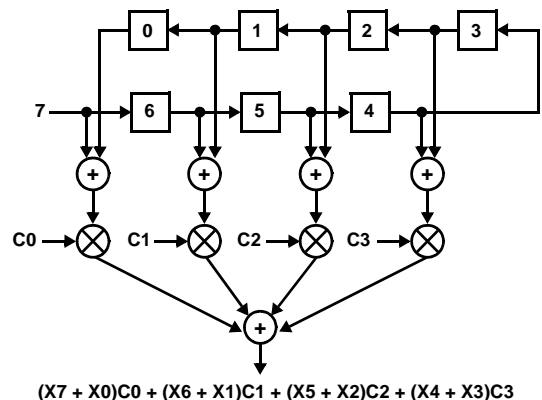 0 1 2 3
7 6 5 4
+ + + +
C0 C1 C2 C3
+
(X7 + X0)C0 + (X6 + X1)C1 + (X5 + X2)C2 + (X4 + X3)C3